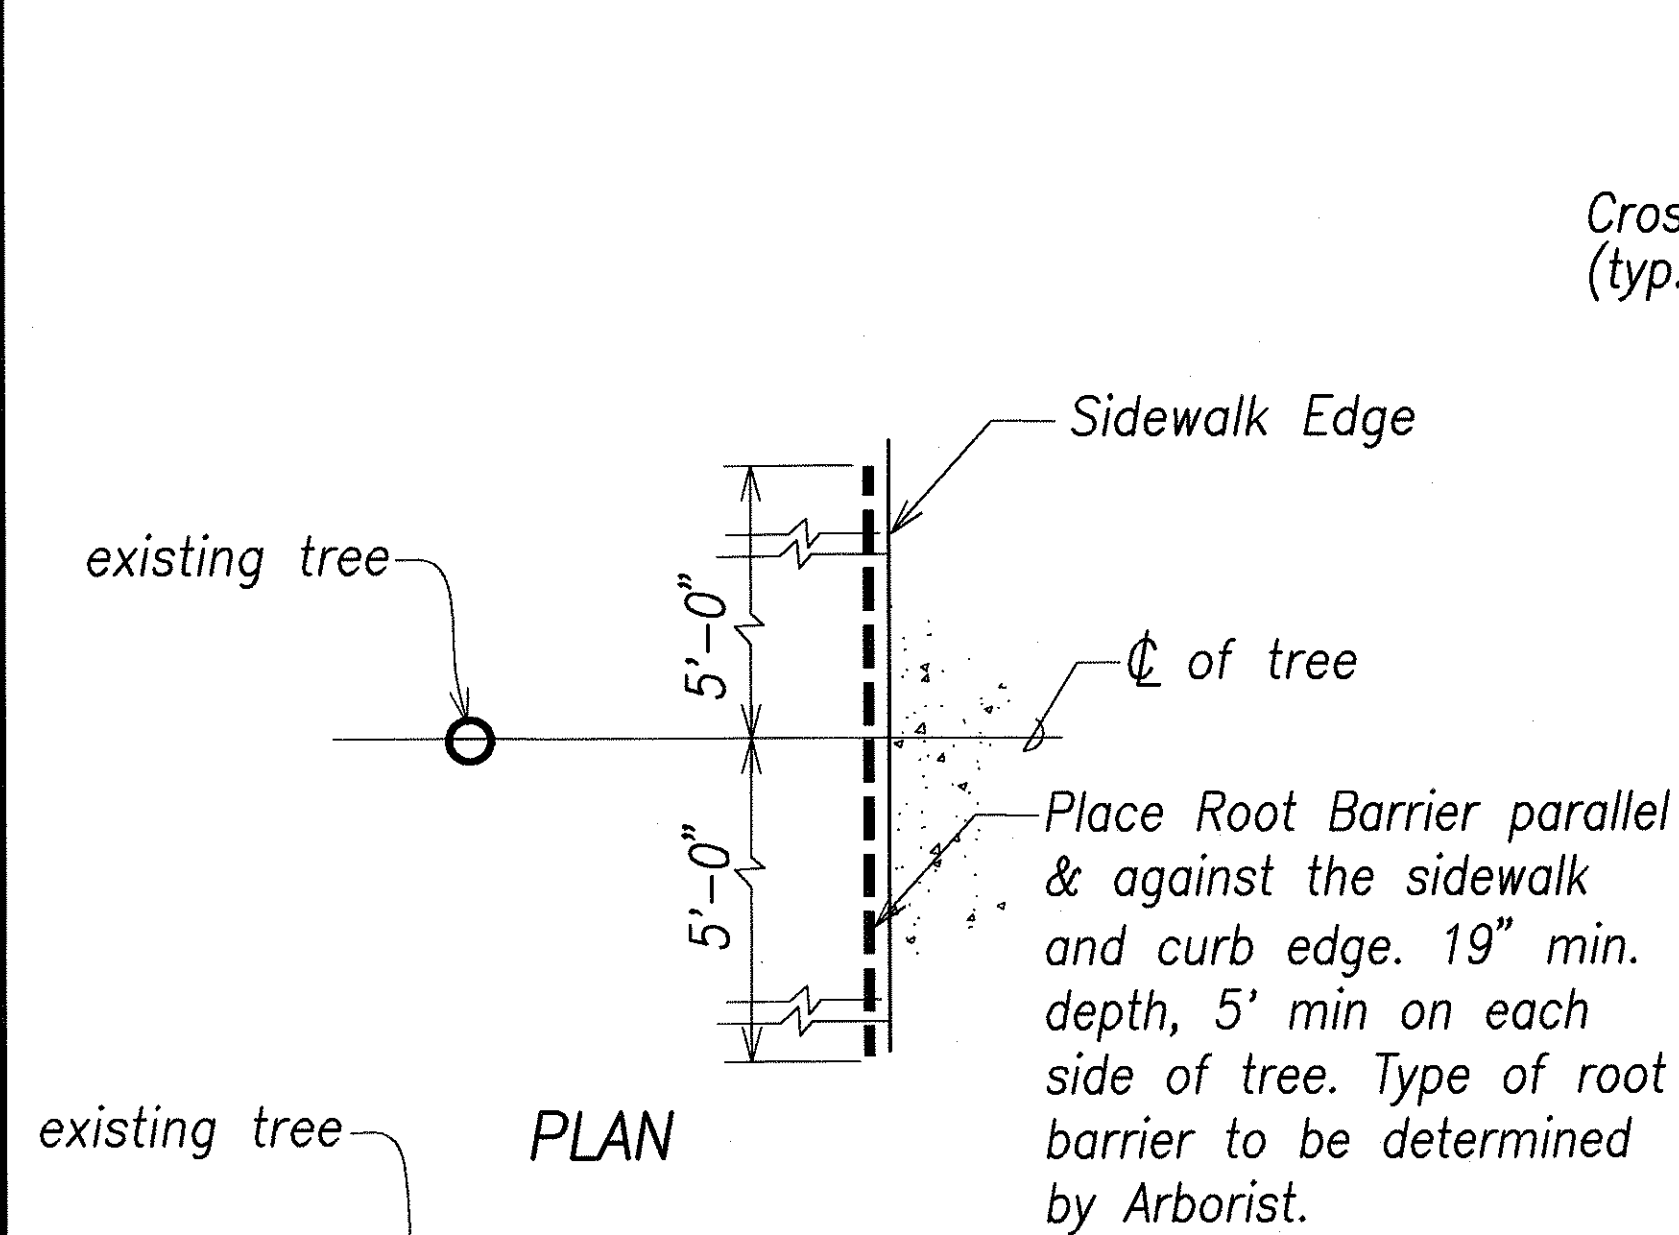 Cros
(typ.
Sidewalk Edge
existing tree
5'-0"
℄ of tree
5'-0"
Place Root Barrier parallel
& against the sidewalk
and curb edge. 19" min.
depth, 5' min on each
side of tree. Type of root
barrier to be determined
by Arborist.
existing tree
PLAN